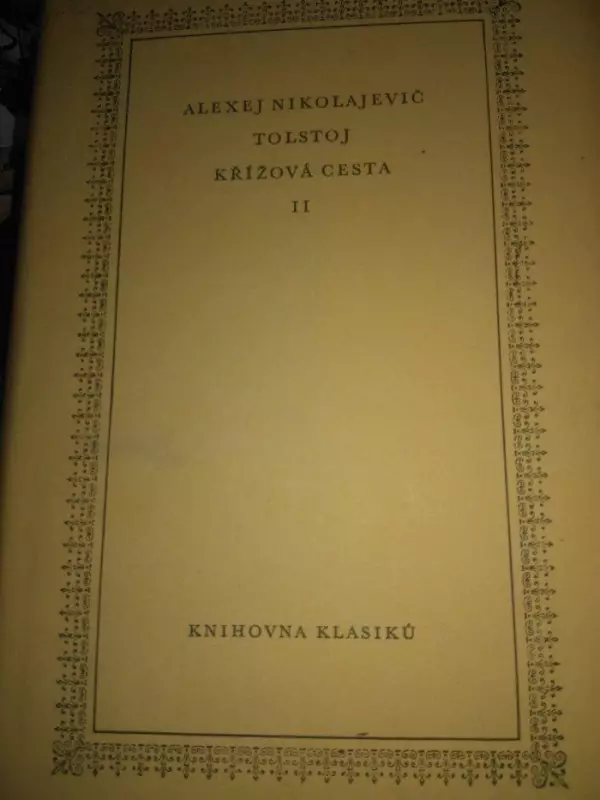 ALEXEJ NIKOLAJEVIČ
TOLSTOJ
KŘÍŽOVÁ CESTA
II
KNIHOVNA KLASIKŮ